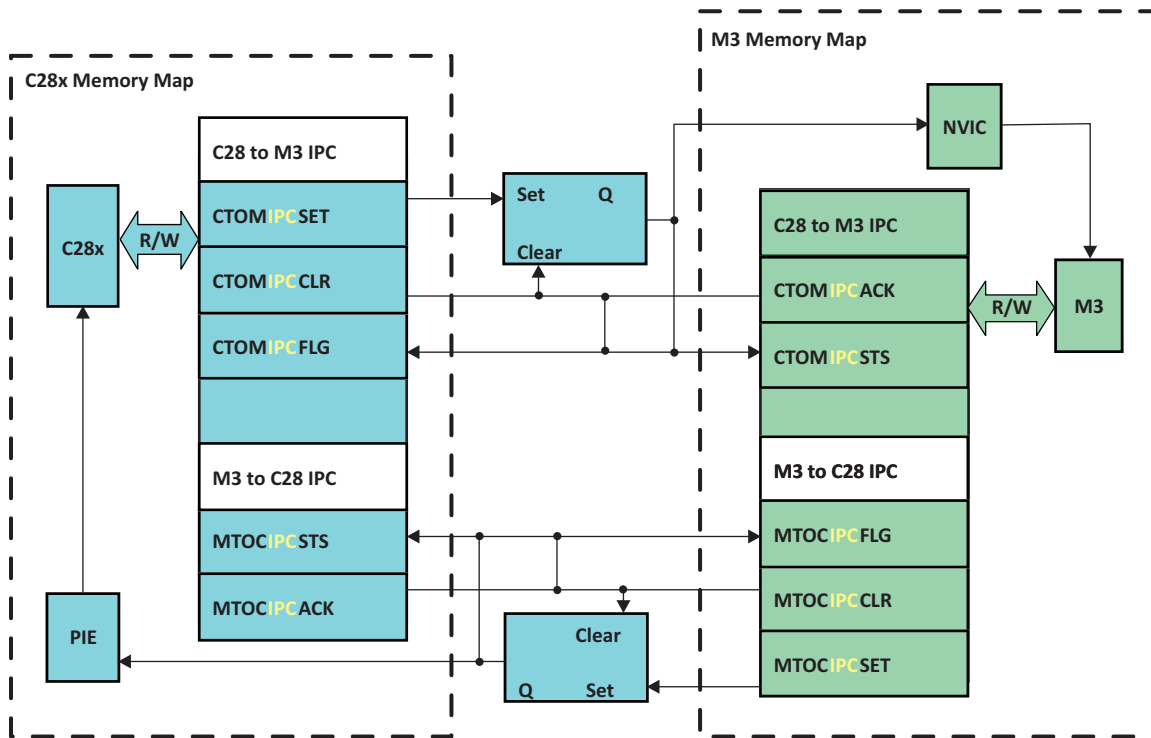 M3 Memory Map
C28x Memory Map
NVIC
C28 to M3 IPC
CTOMIPCSET
CTOMIPCCLR
CTOMIPCFLG
M3 to C28 IPC
MTOCIPCSTS
MTOCIPCACK
C28x
R/W
PIE
Set Q
Clear
Clear
Q Set
C28 to M3 IPC
CTOMIPCACK
CTOMIPCSTS
M3 to C28 IPC
MTOCIPCFLG
MTOCIPCCLR
MTOCIPCSET
R/W
M3